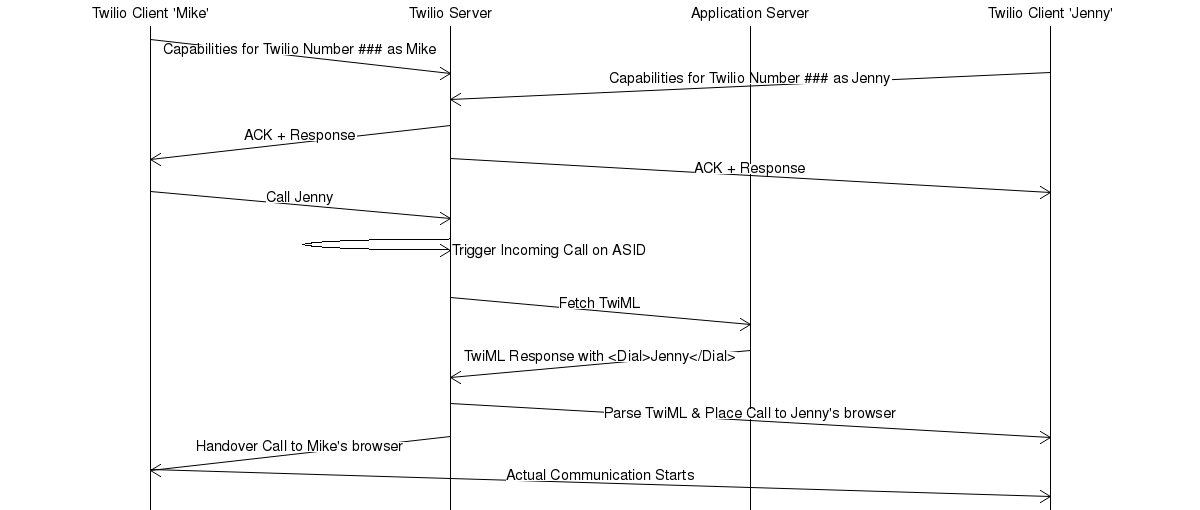 Twilio Client 'Mike'
Twilio Server
Application Server
Twilio Client 'Jenny'
Capabilities for Twilio Number ### as Mike
Capabilities for Twilio Number ### as Jenny
ACK + Response
ACK + Response
Call Jenny
Trigger Incoming Call on ASID
Fetch TwiML
TwiML Response with <Dial>Jenny</Dial>
Parse TwiML & Place Call to Jenny's browser
Handover Call to Mike's browser
Actual Communication Starts